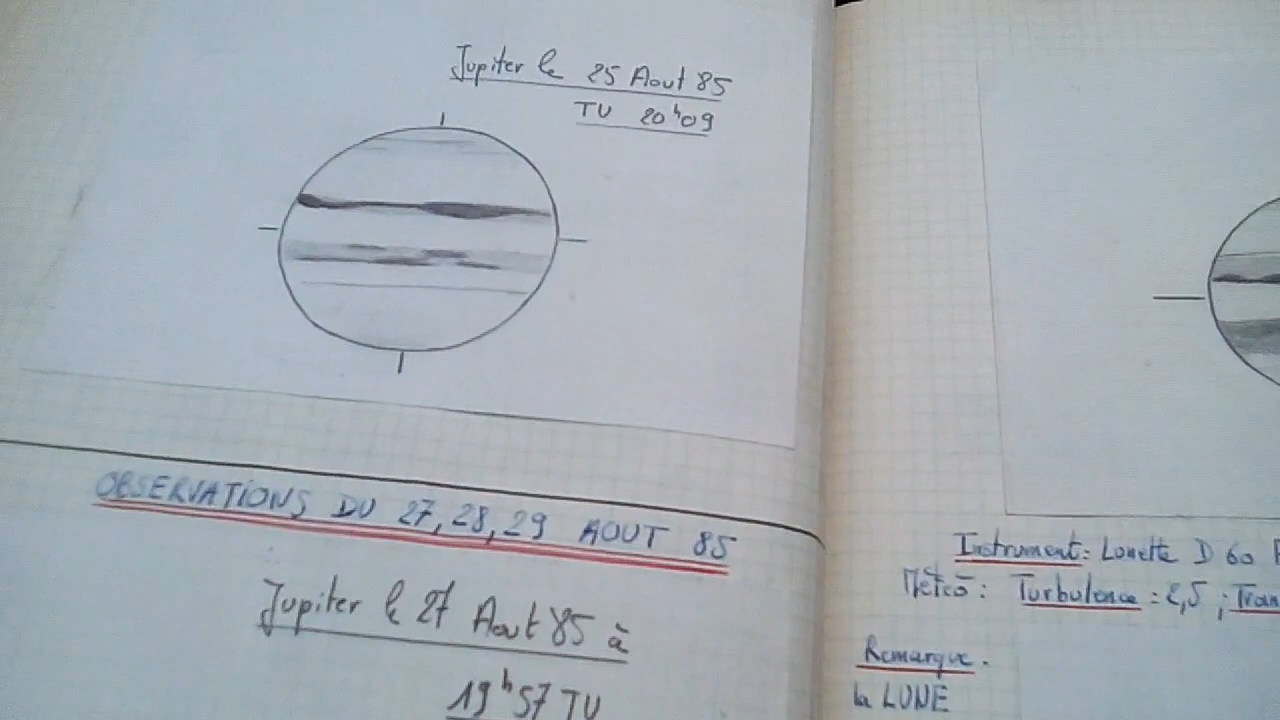 Jupiter le 25 Aout 85
TU 20h09
OBSERVATIONS DU 27, 28, 29 AOUT 85
Jupiter le 27 Aout 85 à
19h57 TU
Instrument: Lunette D 60
Météo: Turbulence = 2,5 ; Tran
Remarque.
la LUNE